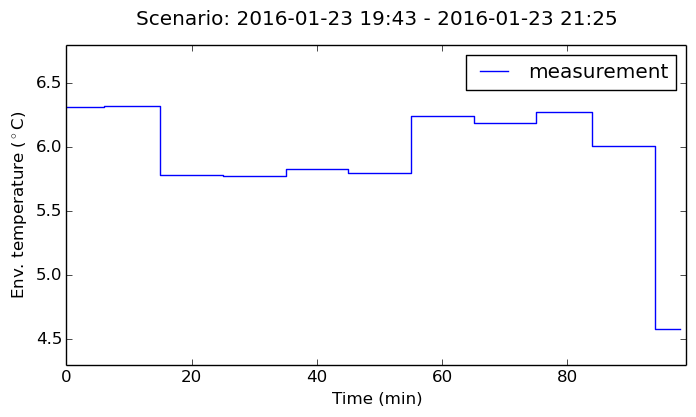 Scenario: 2016-01-23 19:43 - 2016-01-23 21:25
measurement
Env. temperature (°C)
6.5
6.0
5.5
5.0
4.5
0 20 40 60 80
Time (min)